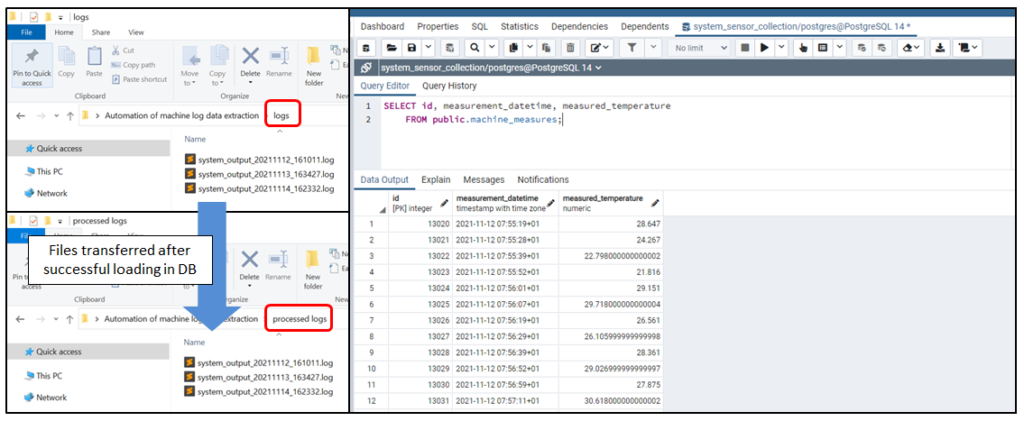 logs
File Home Share View
Pin to Quick access
Copy
Paste
Cut
Copy path
Paste shortcut
Clipboard
Move to
Copy to
Delete
Rename
Organize
New folder
New
Automation of machine log data extraction logs
Name
Quick access
This PC
Network
system_output_20211112_161011.log
system_output_20211113_163427.log
system_output_20211114_162332.log
processed logs
Files transferred after
successful loading in DB
access
Clipboard
to
to
Delete
Rename
New folder
New
Automation of machine lo extraction processed logs
Name
Quick access
This PC
Network
system_output_20211112_161011.log
system_output_20211113_163427.log
system_output_20211114_162332.log
Dashboard Properties SQL Statistics Dependencies Dependents system_sensor_collection/postgres@PostgreSQL 14 *
No limit
system_sensor_collection/postgres@PostgreSQL 14
Query Editor Query History
1 SELECT id, measurement_datetime, measured_temperature
2 FROM public.machine_measures;
Data Output Explain Messages Notifications
id measurement_datetime measured_temperature
[PK] integer timestamp with time zone numeric
1 13020 2021-11-12 07:55:19+01 28.647
2 13021 2021-11-12 07:55:28+01 24.267
3 13022 2021-11-12 07:55:39+01 22.798000000000002
4 13023 2021-11-12 07:55:52+01 21.816
5 13024 2021-11-12 07:56:01+01 29.151
6 13025 2021-11-12 07:56:07+01 29.718000000000004
7 13026 2021-11-12 07:56:19+01 26.561
8 13027 2021-11-12 07:56:29+01 26.105999999999998
9 13028 2021-11-12 07:56:39+01 28.361
10 13029 2021-11-12 07:56:52+01 29.026999999999997
11 13030 2021-11-12 07:56:59+01 27.875
12 13031 2021-11-12 07:57:11+01 30.618000000000002